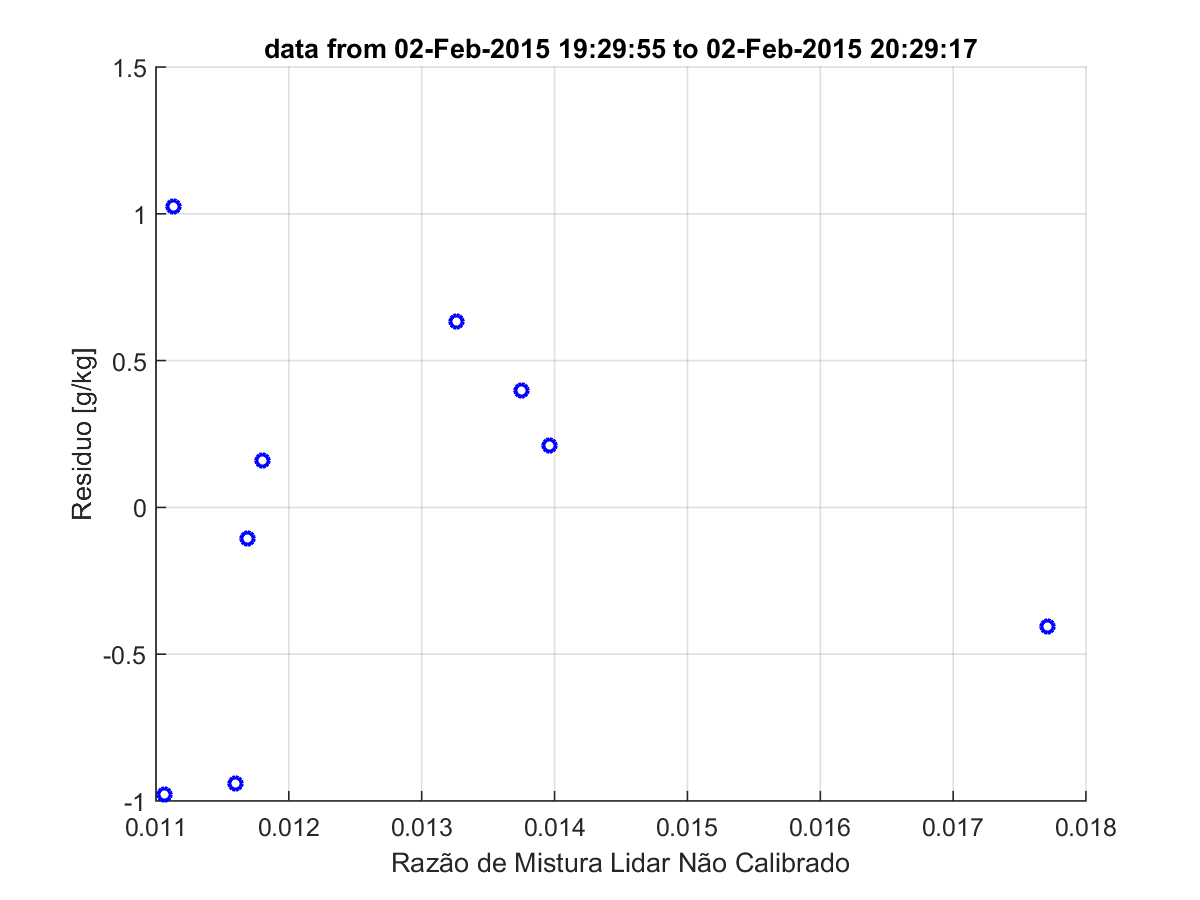 data from 02-Feb-2015 19:29:55 to 02-Feb-2015 20:29:17
1.5
1
0.5
0
-0.5
-1
Residuo [g/kg]
0.011 0.012 0.013 0.014 0.015 0.016 0.017 0.018
Razão de Mistura Lidar Não Calibrado